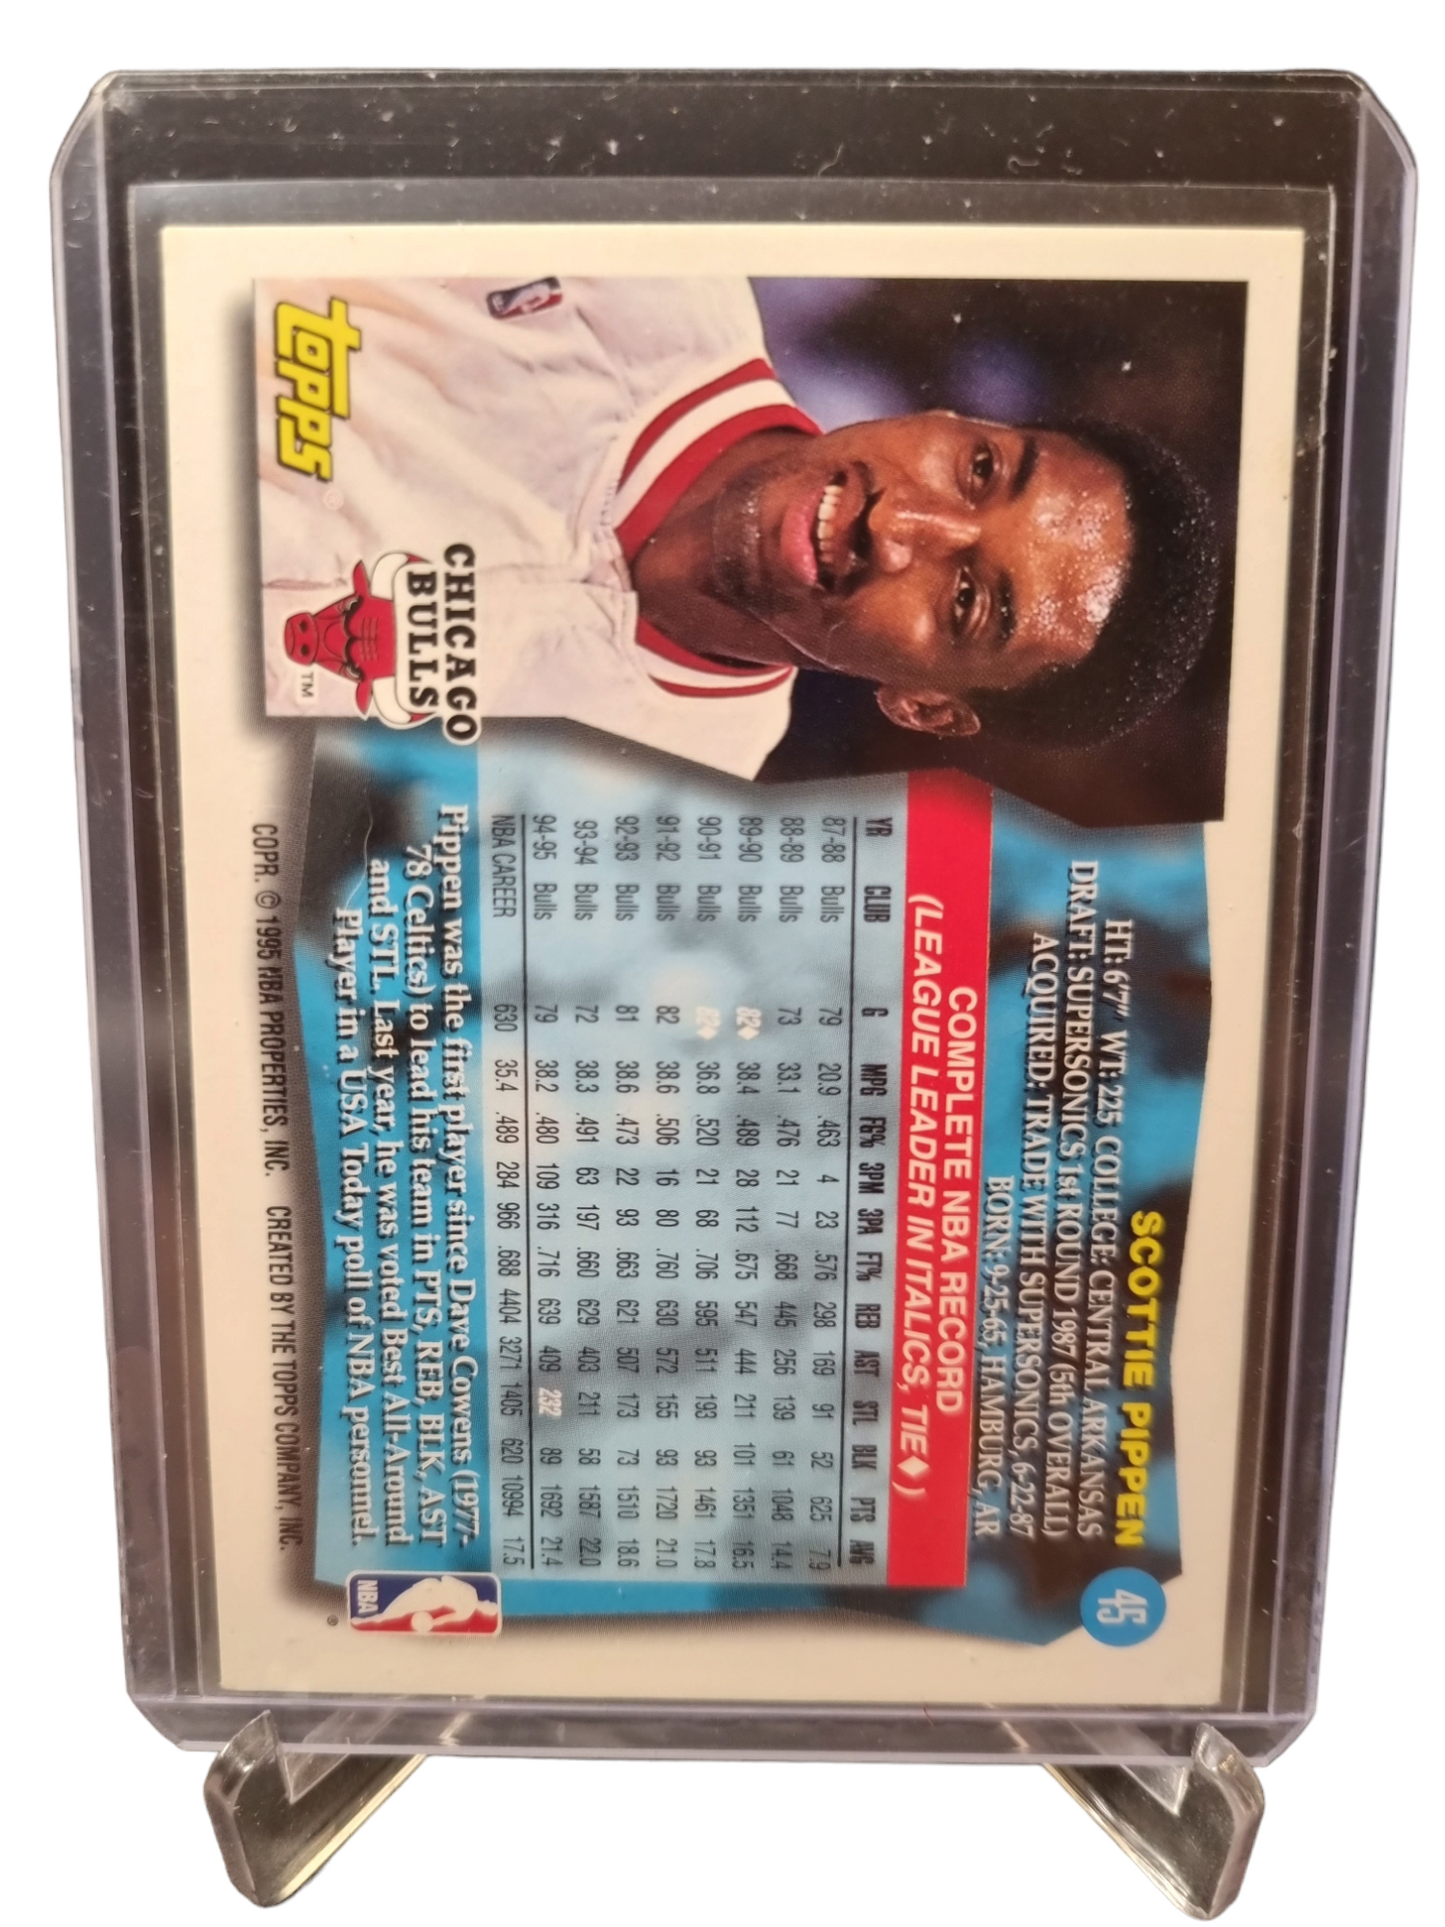 SCOTTIE PIPPEN
45
HT: 6'7" WT: 225 COLLEGE: CENTRAL ARKANSAS
DRAFT: SUPERSONICS 1st ROUND 1987 (5th OVERALL)
ACQUIRED: TRADE WITH SUPERSONICS, 6-22-87
BORN: 9-25-65, HAMBURG, AR
COMPLETE NBA RECORD
(LEAGUE LEADER IN ITALICS, TIE♦)
YR CLUB G MPG FG% 3PM 3PA FT% REB AST STL BLK PTS AVG
87-88 Bulls 79 20.9 .463 4 23 .576 298 169 91 52 625 7.9
88-89 Bulls 73 33.1 .476 21 77 .668 445 256 139 61 1048 14.4
89-90 Bulls 82♦ 38.4 .489 28 112 .675 547 444 211 101 1351 16.5
90-91 Bulls 82♦ 36.8 .520 21 68 .706 595 511 193 93 1461 17.8
91-92 Bulls 82 38.6 .506 16 80 .760 630 572 155 93 1720 21.0
92-93 Bulls 81 38.6 .473 22 93 .663 621 507 173 73 1510 18.6
93-94 Bulls 72 38.3 .491 63 197 .660 629 403 211 58 1587 22.0
94-95 Bulls 79 38.2 .480 109 316 .716 639 409 232 89 1692 21.4
NBA CAREER 630 35.4 .489 284 966 .688 4404 3271 1405 620 10994 17.5
Pippen was the first player since Dave Cowens (1977-
78 Celtics) to lead his team in PTS, REB, BLK, AST
and STL. Last year, he was voted Best All-Around
Player in a USA Today poll of NBA personnel.
CHICAGO
BULLS
TM
Topps
®
NBA
®
COPR. © 1995 NBA PROPERTIES, INC. CREATED BY THE TOPPS COMPANY, INC.